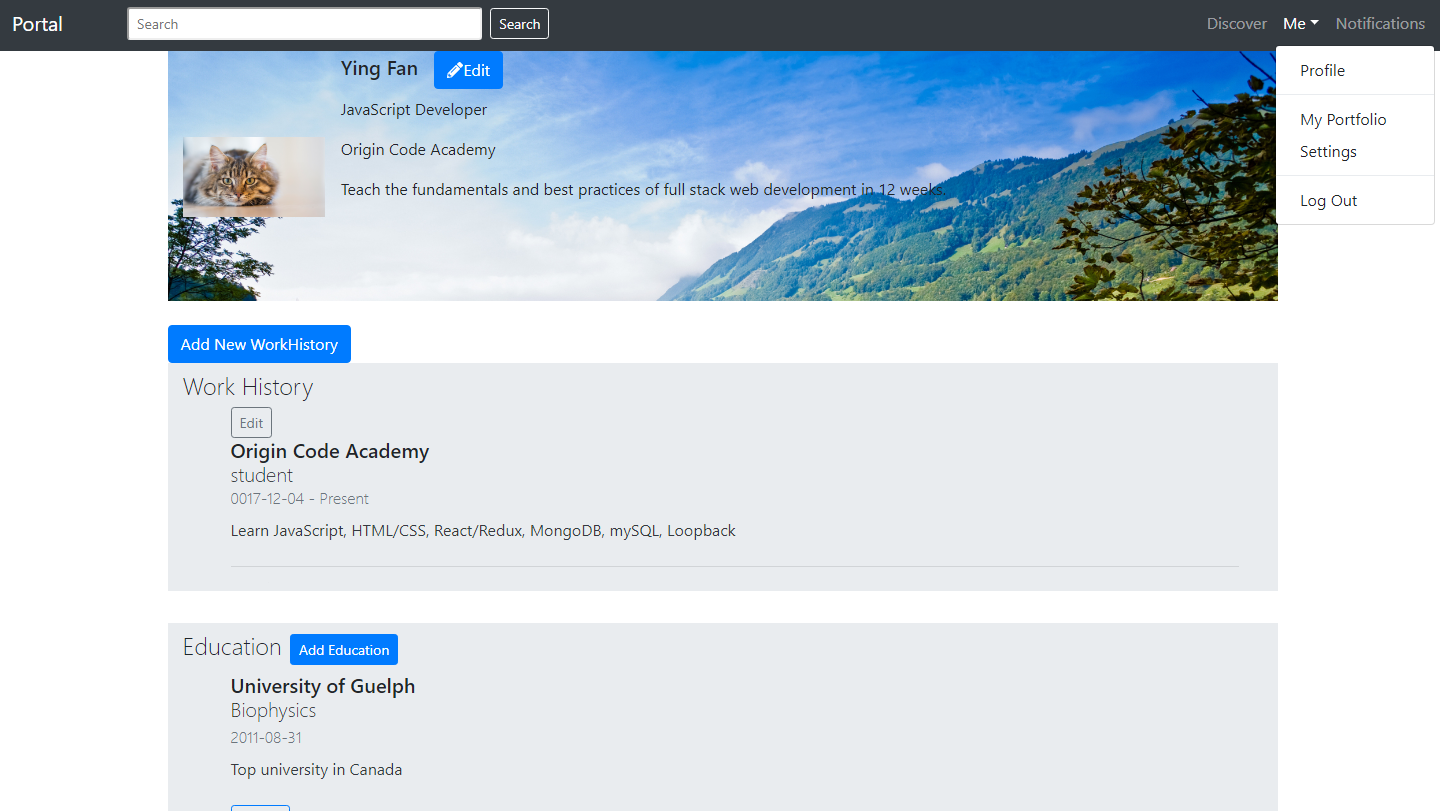 Portal
Search
Search
Discover
Me
Notifications
Profile
My Portfolio
Settings
Log Out
Ying Fan
Edit
JavaScript Developer
Origin Code Academy
Teach the fundamentals and best practices of full stack web development in 12 weeks.
Add New WorkHistory
Work History
Edit
Origin Code Academy
student
0017-12-04 - Present
Learn JavaScript, HTML/CSS, React/Redux, MongoDB, mySQL, Loopback
Education
Add Education
University of Guelph
Biophysics
2011-08-31
Top university in Canada